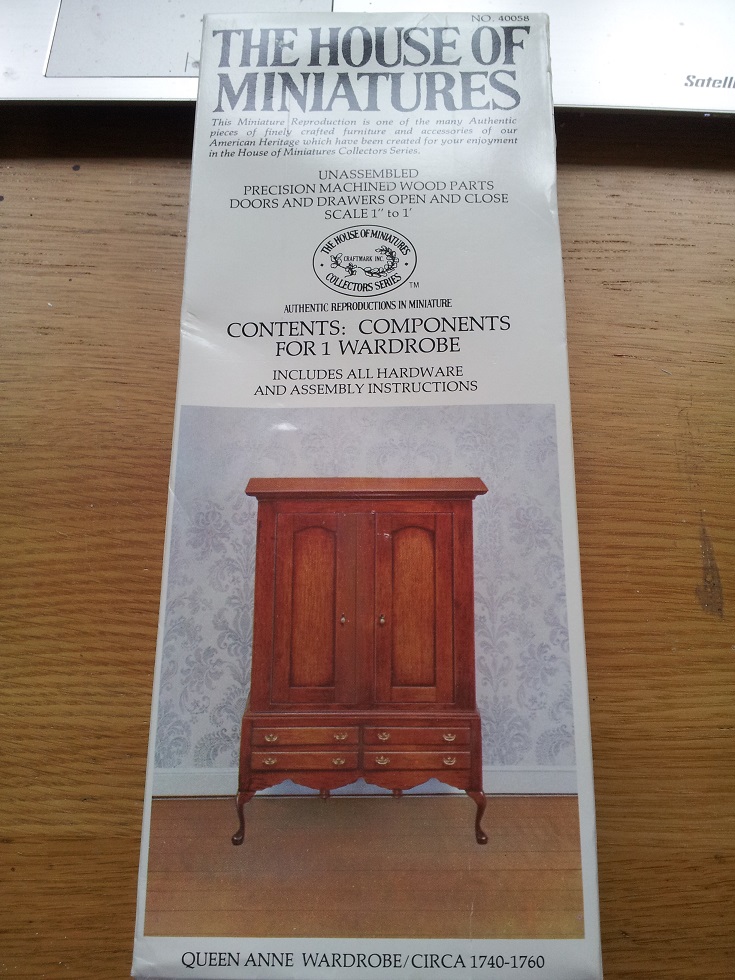 NO. 40058
THE HOUSE OF
MINIATURES
This Miniature Reproduction is one of the many Authentic
pieces of finely crafted furniture and accessories of our
American Heritage which have been created for your enjoyment
in the House of Miniatures Collectors Series.
UNASSEMBLED
PRECISION MACHINED WOOD PARTS
DOORS AND DRAWERS OPEN AND CLOSE
SCALE 1" to 1'
THE HOUSE OF MINIATURES
CRAFTMARK INC.
COLLECTORS SERIES
TM
AUTHENTIC REPRODUCTIONS IN MINIATURE
CONTENTS: COMPONENTS
FOR 1 WARDROBE
INCLUDES ALL HARDWARE
AND ASSEMBLY INSTRUCTIONS
QUEEN ANNE WARDROBE/CIRCA 1740-1760